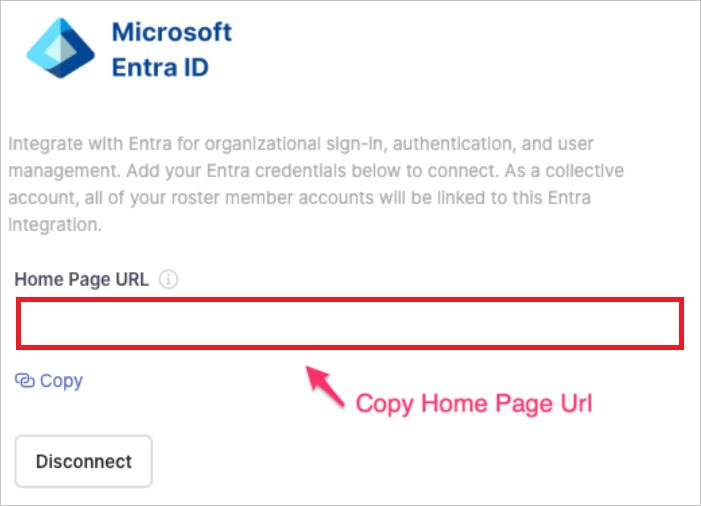 Microsoft
Entra ID
Integrate with Entra for organizational sign-in, authentication, and user
management. Add your Entra credentials below to connect. As a collective
account, all of your roster member accounts will be linked to this Entra
integration.
Home Page URL
Copy
Copy Home Page Url
Disconnect